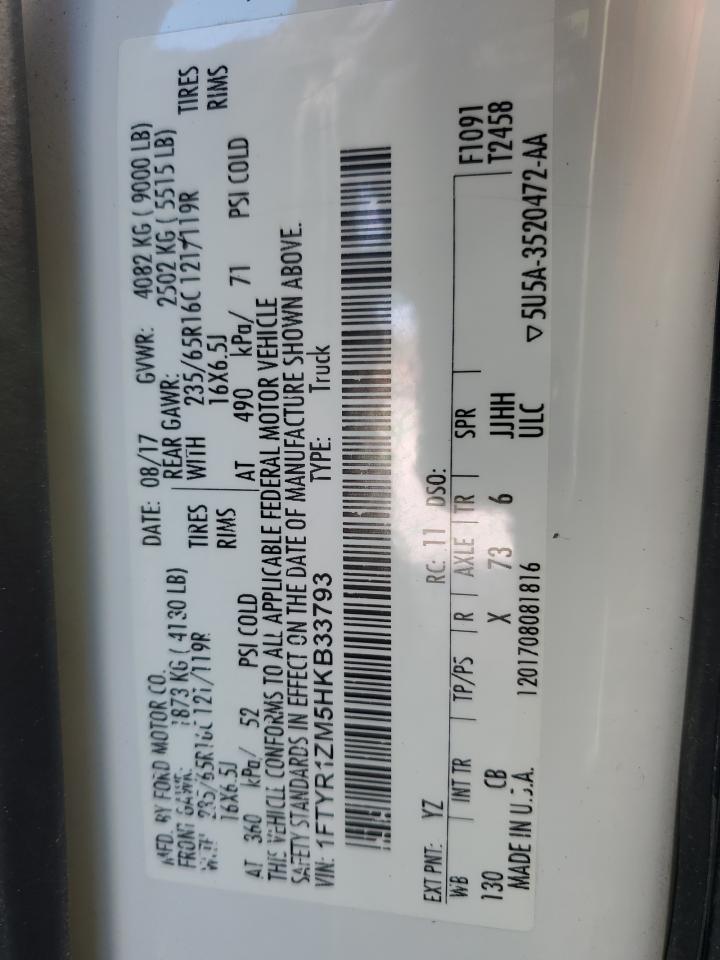 MFD. BY FORD MOTOR CO. DATE: 08/17 GVWR: 4082 KG ( 9000 LB)
FRONT GAWR: 1873 KG ( 4130 LB) REAR GAWR: 2502 KG ( 5515 LB)
WITH 235/65R16C 121/119R TIRES WITH 235/65R16C 121/119R TIRES
16X6.5J RIMS 16X6.5J RIMS
AT 360 kPa/ 52 PSI COLD AT 490 kPa/ 71 PSI COLD
THIS VEHICLE CONFORMS TO ALL APPLICABLE FEDERAL MOTOR VEHICLE
SAFETY STANDARDS IN EFFECT ON THE DATE OF MANUFACTURE SHOWN ABOVE.
VIN: 1FTYR1ZM5HKB33793 TYPE: Truck
EXT PNT: YZ RC: 11 DSO:
WB INT TR TP/PS R AXLE TR SPR F1091
130 CB X 73 6 JJHH T2458
MADE IN U.S.A. 1201708081816 ULC ▽ 5U5A-3520472-AA